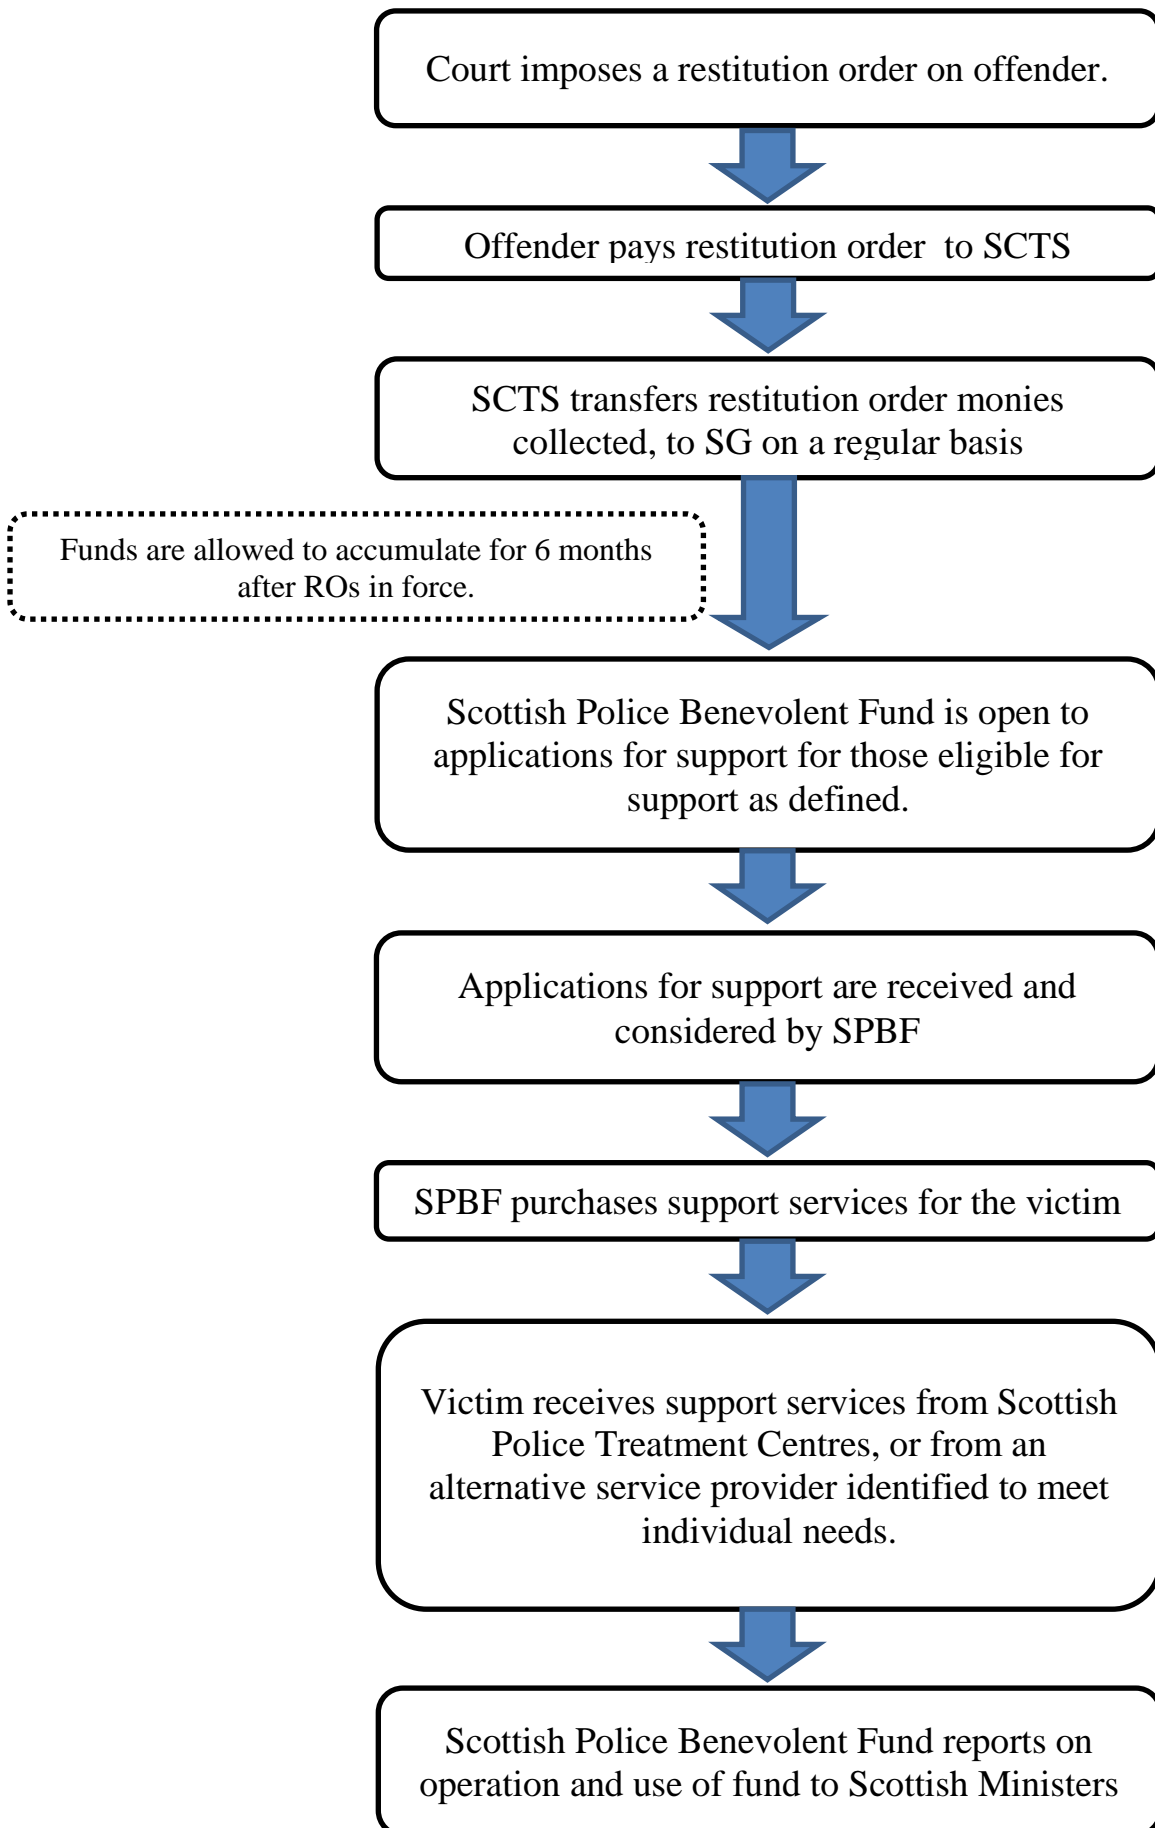 Court imposes a restitution order on offender.
Offender pays restitution order  to SCTS
SCTS transfers restitution order monies
collected, to SG on a regular basis
Funds are allowed to accumulate for 6 months
after ROs in force.
Scottish Police Benevolent Fund is open to
applications for support for those eligible for
support as defined.
Applications for support are received and
considered by SPBF
SPBF purchases support services for the victim
Victim receives support services from Scottish
Police Treatment Centres, or from an
alternative service provider identified to meet
individual needs.
Scottish Police Benevolent Fund reports on
operation and use of fund to Scottish Ministers